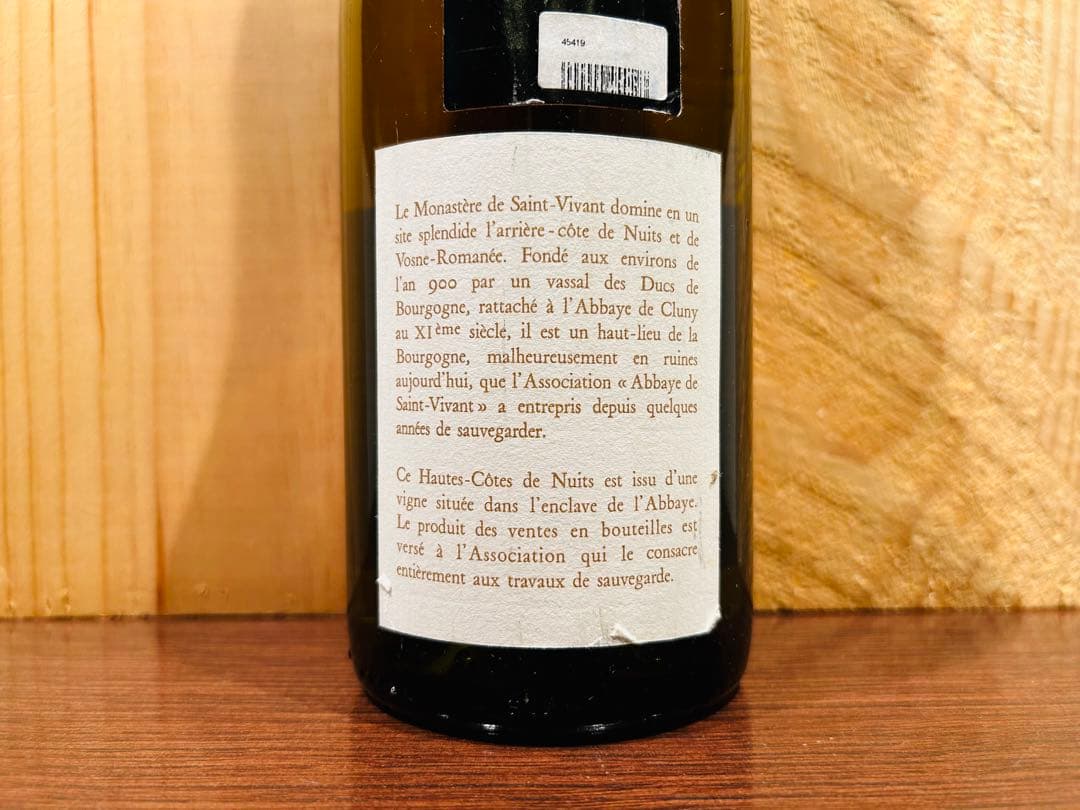 45419
Le Monastère de Saint-Vivant domine en un
site splendide l'arrière-côte de Nuits et de
Vosne-Romanée. Fondé aux environs de
l'an 900 par un vassal des Ducs de
Bourgogne, rattaché à l'Abbaye de Cluny
au XIème siècle, il est un haut-lieu de la
Bourgogne, malheureusement en ruines
aujourd'hui, que l'Association « Abbaye de
Saint-Vivant » a entrepris depuis quelques
années de sauvegarder.
Ce Hautes-Côtes de Nuits est issu d'une
vigne située dans l'enclave de l'Abbaye.
Le produit des ventes en bouteilles est
versé à l'Association qui le consacre
entièrement aux travaux de sauvegarde.